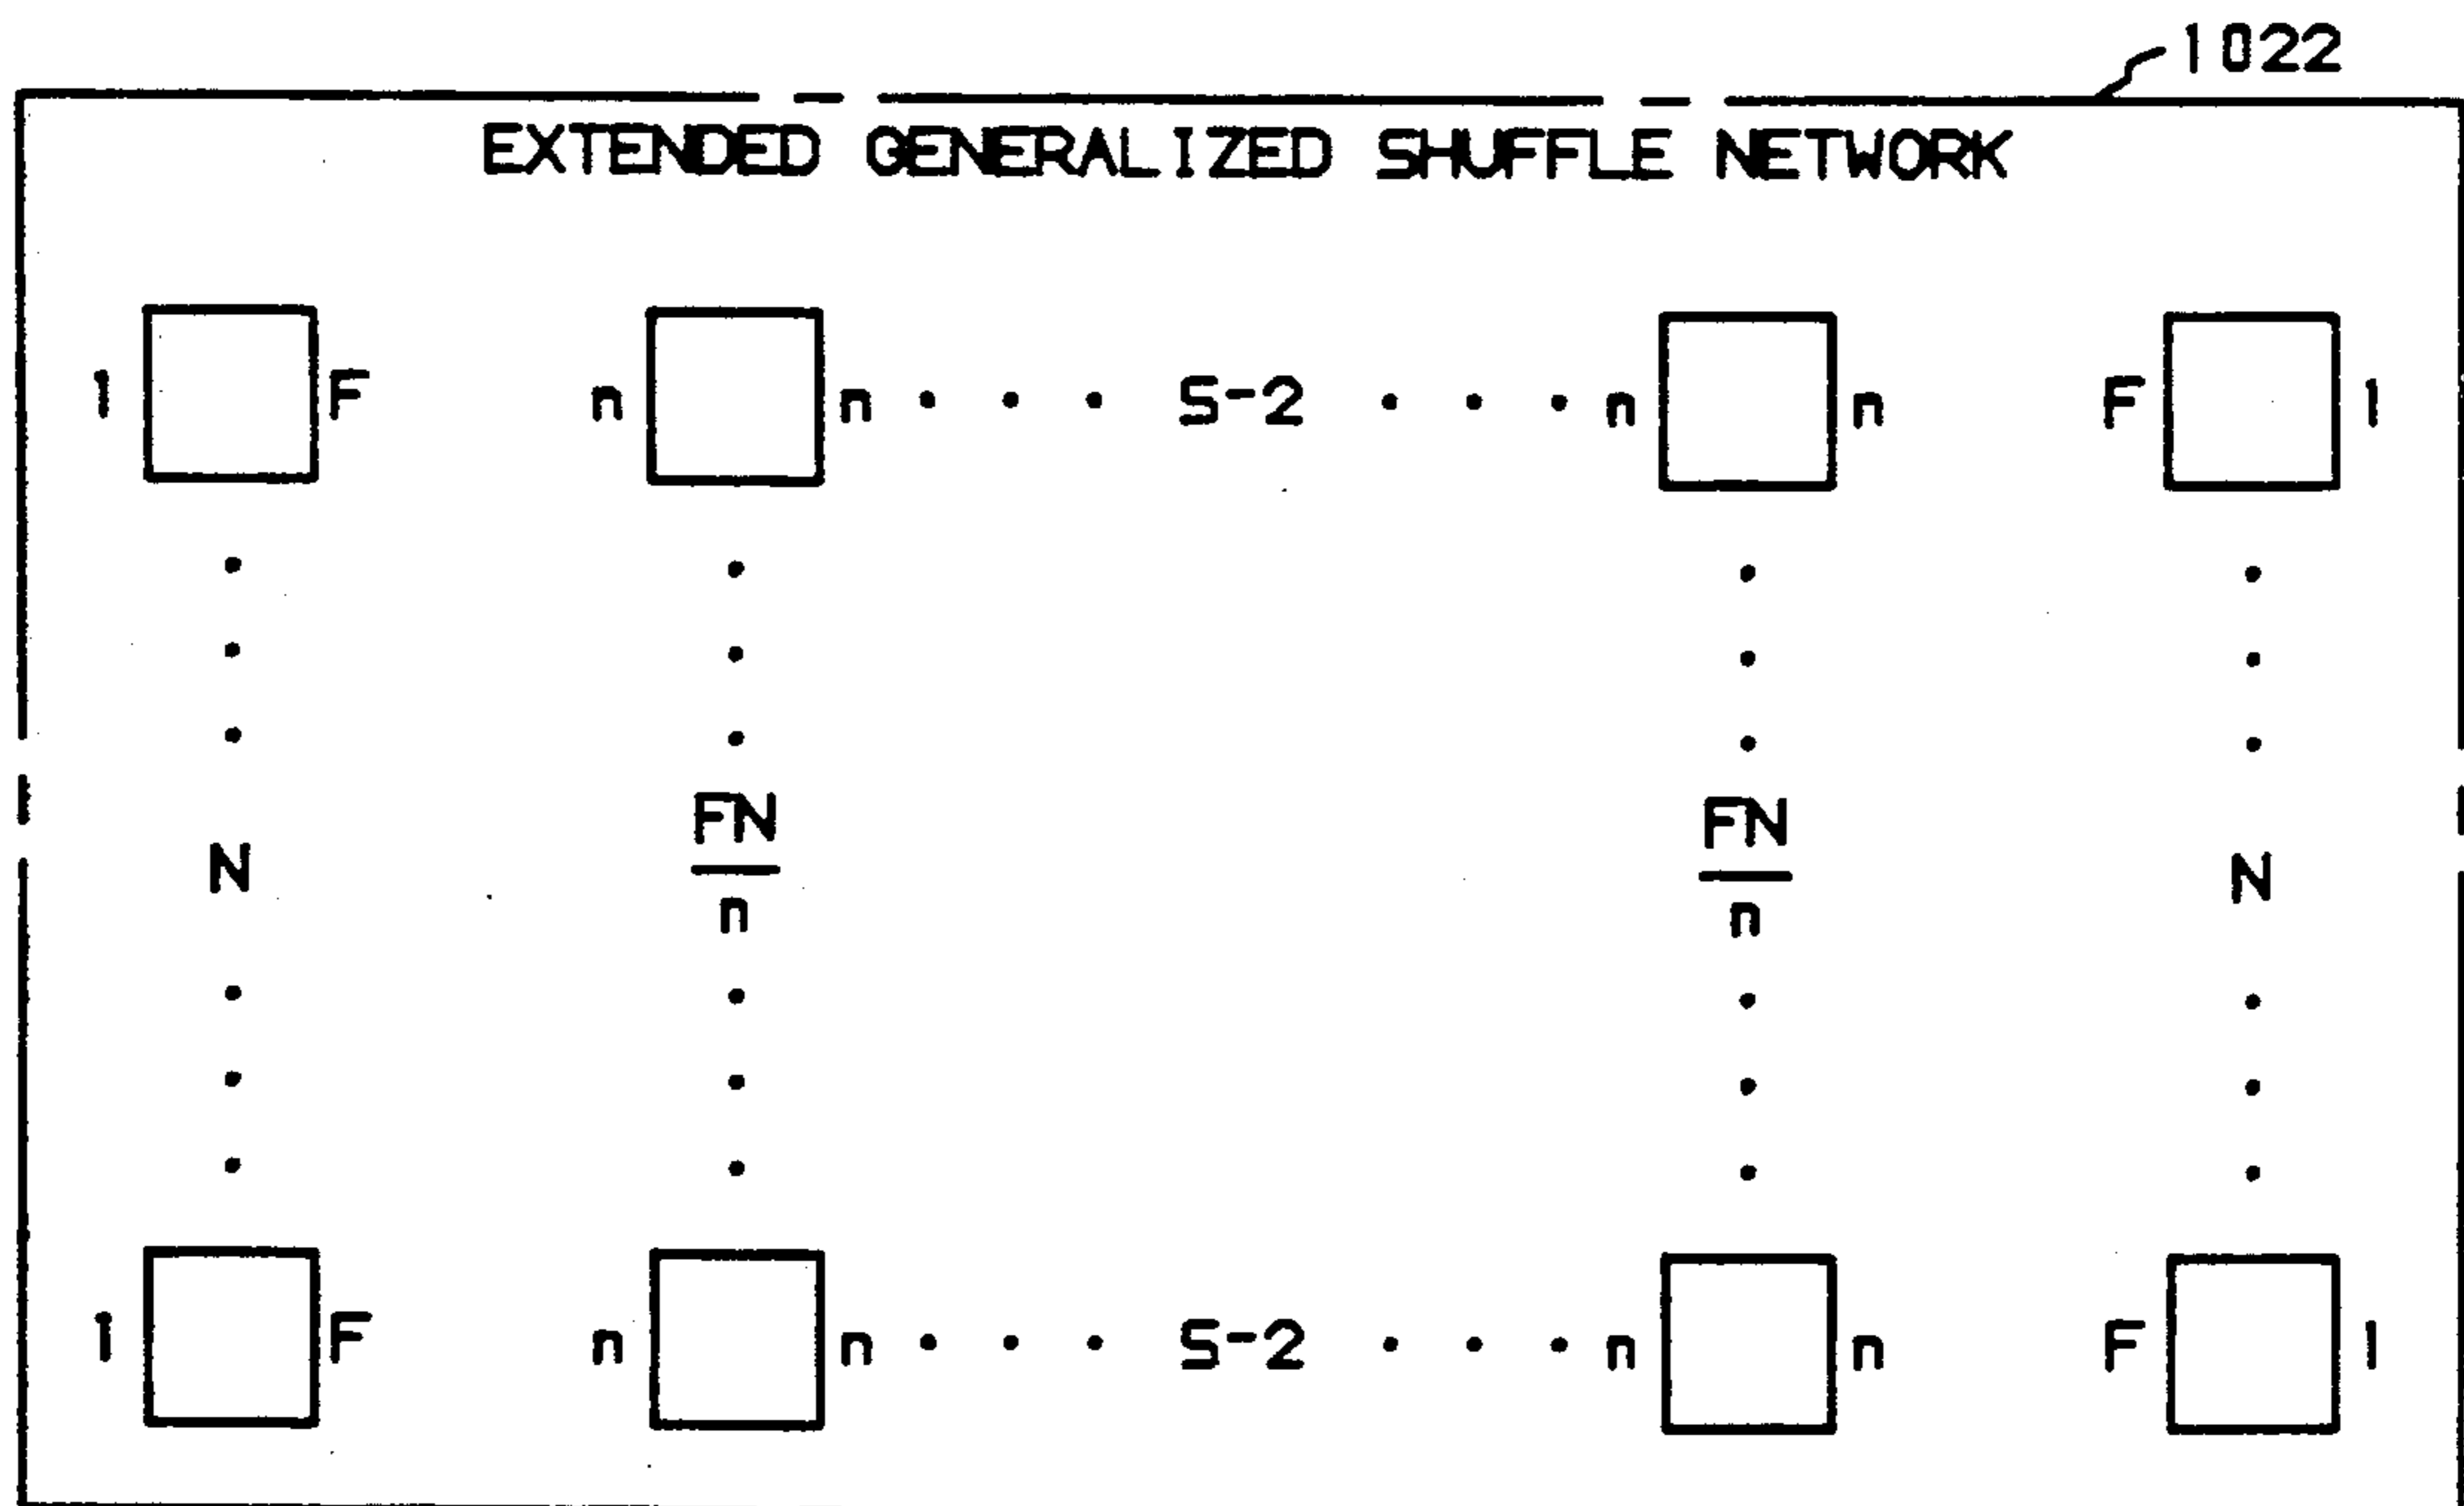 1022
EXTENDED GENERALIZED SHUFFLE NETWORK
1 F n n . . . S-2 . . . n n F 1
N FN/n FN/n N
1 F n n . . . S-2 . . . n n F 1